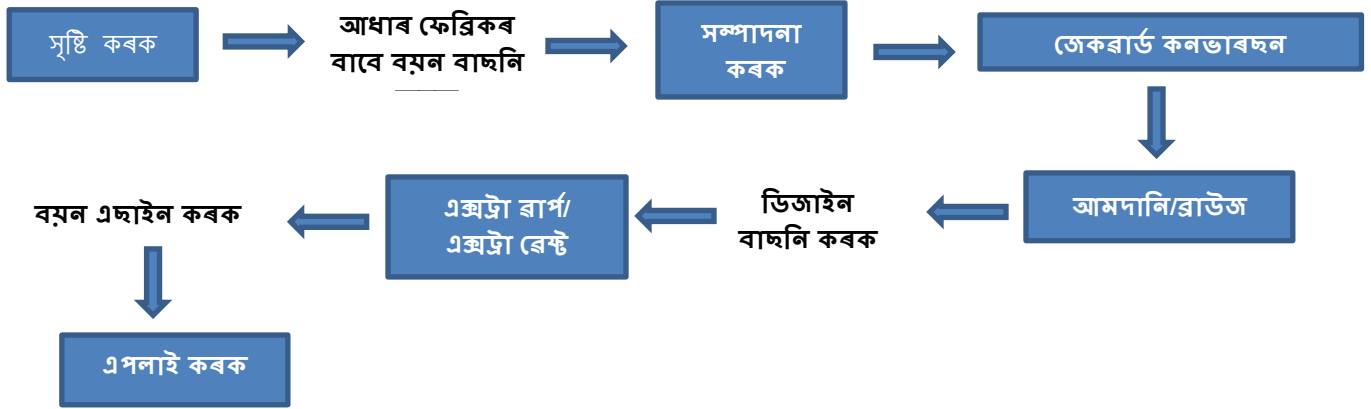 সৃষ্টি কৰক
আধাৰ ফেব্ৰিকৰ
বাবে বয়ন বাছনি
সম্পাদনা
কৰক
জেকৱাৰ্ড কনভাৰছন
আমদানি/ব্ৰাউজ
ডিজাইন
বাছনি কৰক
এক্সট্ৰা ৱাৰ্প/
এক্সট্ৰা ৱেফ্ট
বয়ন এছাইন কৰক
এপলাই কৰক